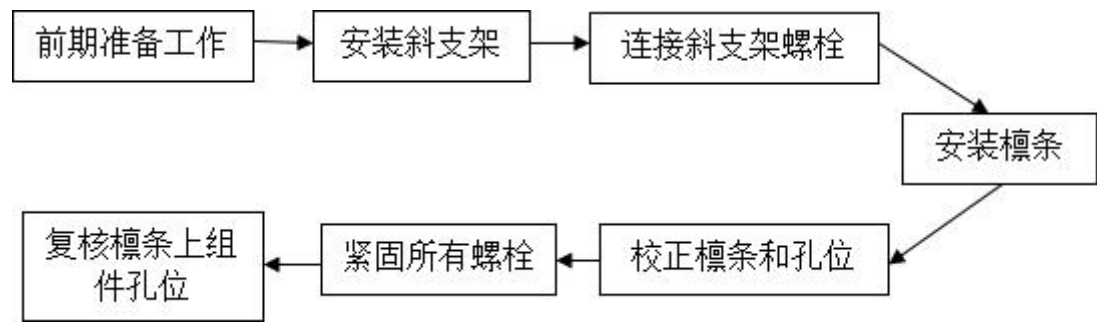 前期准备工作
安装斜支架
连接斜支架螺栓
安装檩条
校正檩条和孔位
紧固所有螺栓
复核檩条上组
件孔位